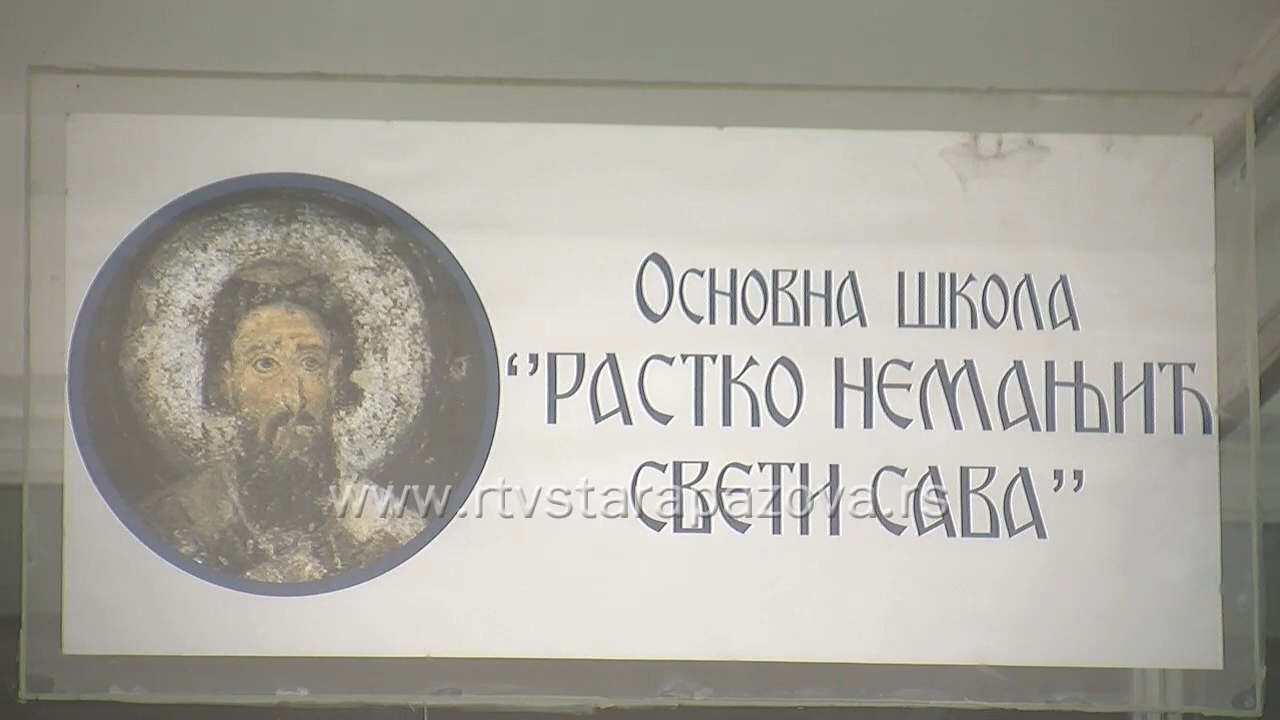 Основна школа
‘’РАСТКО НЕМАЊИЋ
СВЕТИ САВА’’
www.rtvstarapazova.rs